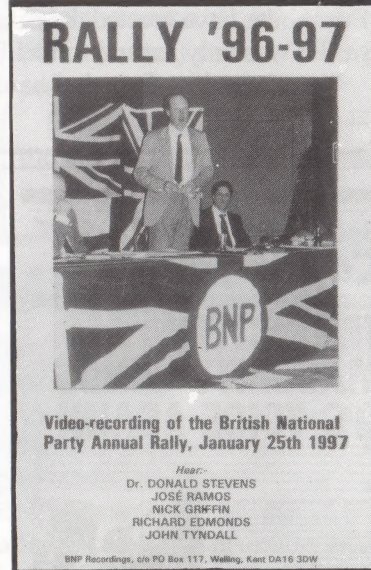 RALLY '96-97
BNP
Video-recording of the British National
Party Annual Rally, January 25th 1997
Hear:-
Dr. DONALD STEVENS
JOSÉ RAMOS
NICK GRIFFIN
RICHARD EDMONDS
JOHN TYNDALL
BNP Recordings, c/o PO Box 117, Welling, Kent DA16 3DW